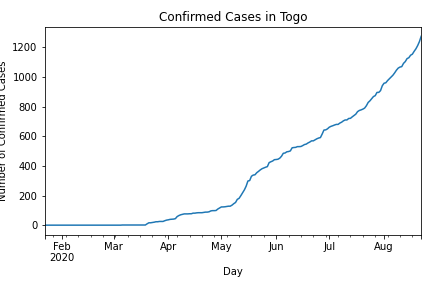 Confirmed Cases in Togo
1200
1000
800
600
400
200
0
Number of Confirmed Cases
Feb Mar Apr May Jun Jul Aug
2020
Day